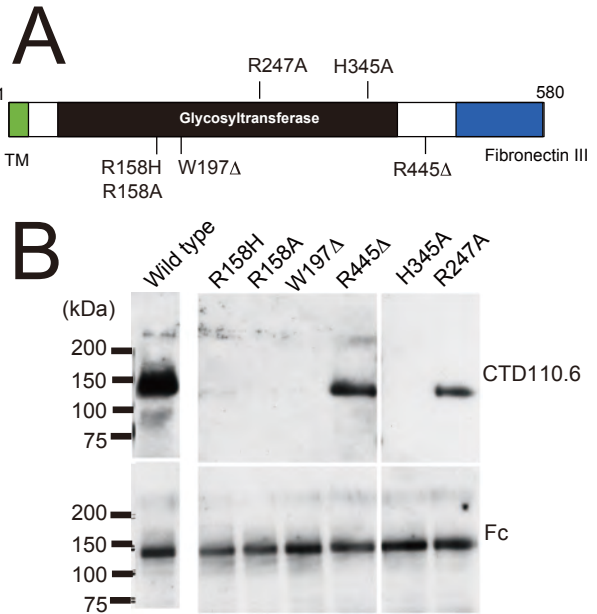 A
R247A H345A
1 580
Glycosyltransferase
TM R158H W197Δ R445Δ Fibronectin III
R158A
B
Wild type R158H R158A W197Δ R445Δ H345A R247A
(kDa)
200
150 CTD110.6
100
75
200
150 Fc
100
75